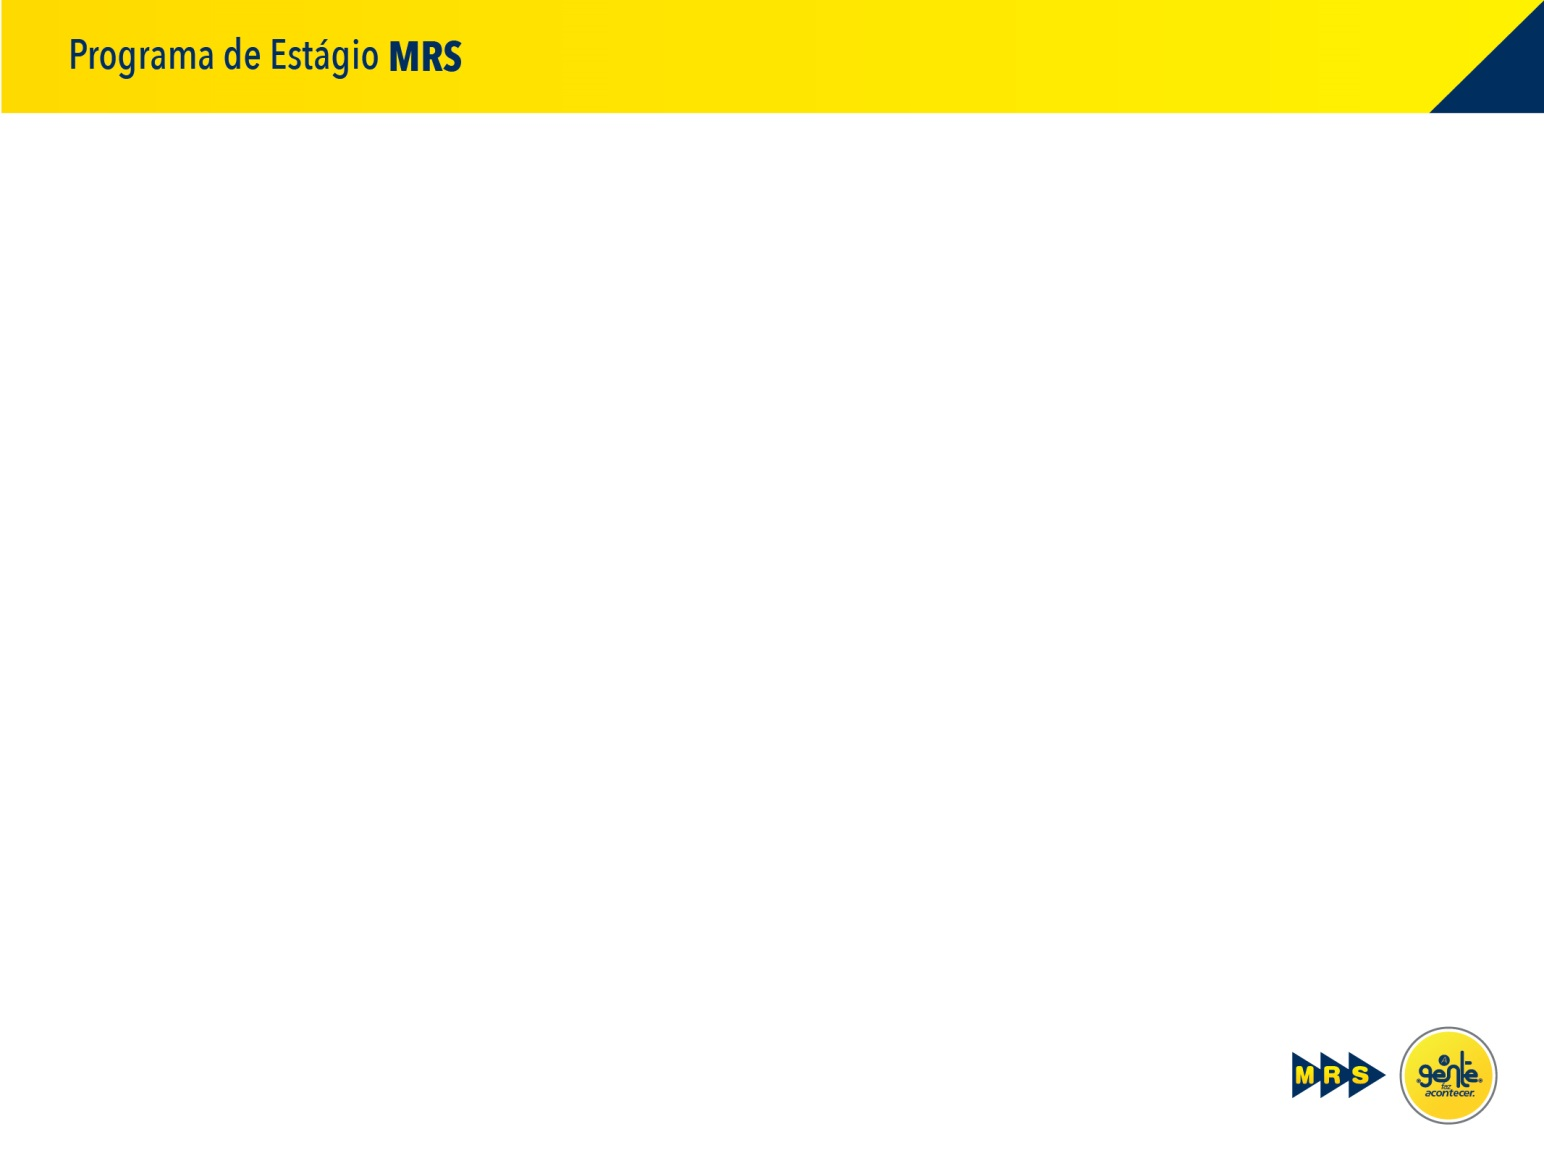 Programa de Estágio MRS
MRS
A
gente
faz
acontecer.